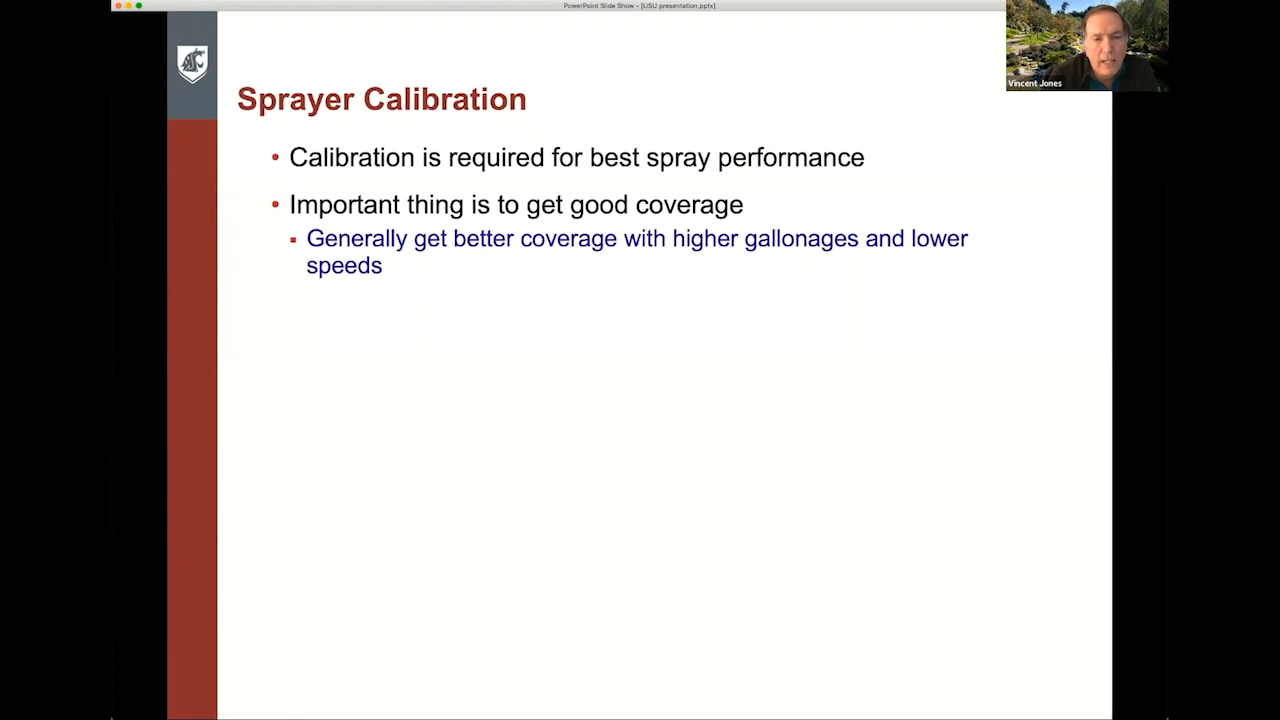 PowerPoint Slide Show - [USU presentation.pptx]
Vincent Jones
Sprayer Calibration
• Calibration is required for best spray performance
• Important thing is to get good coverage
▪ Generally get better coverage with higher gallonages and lower
speeds